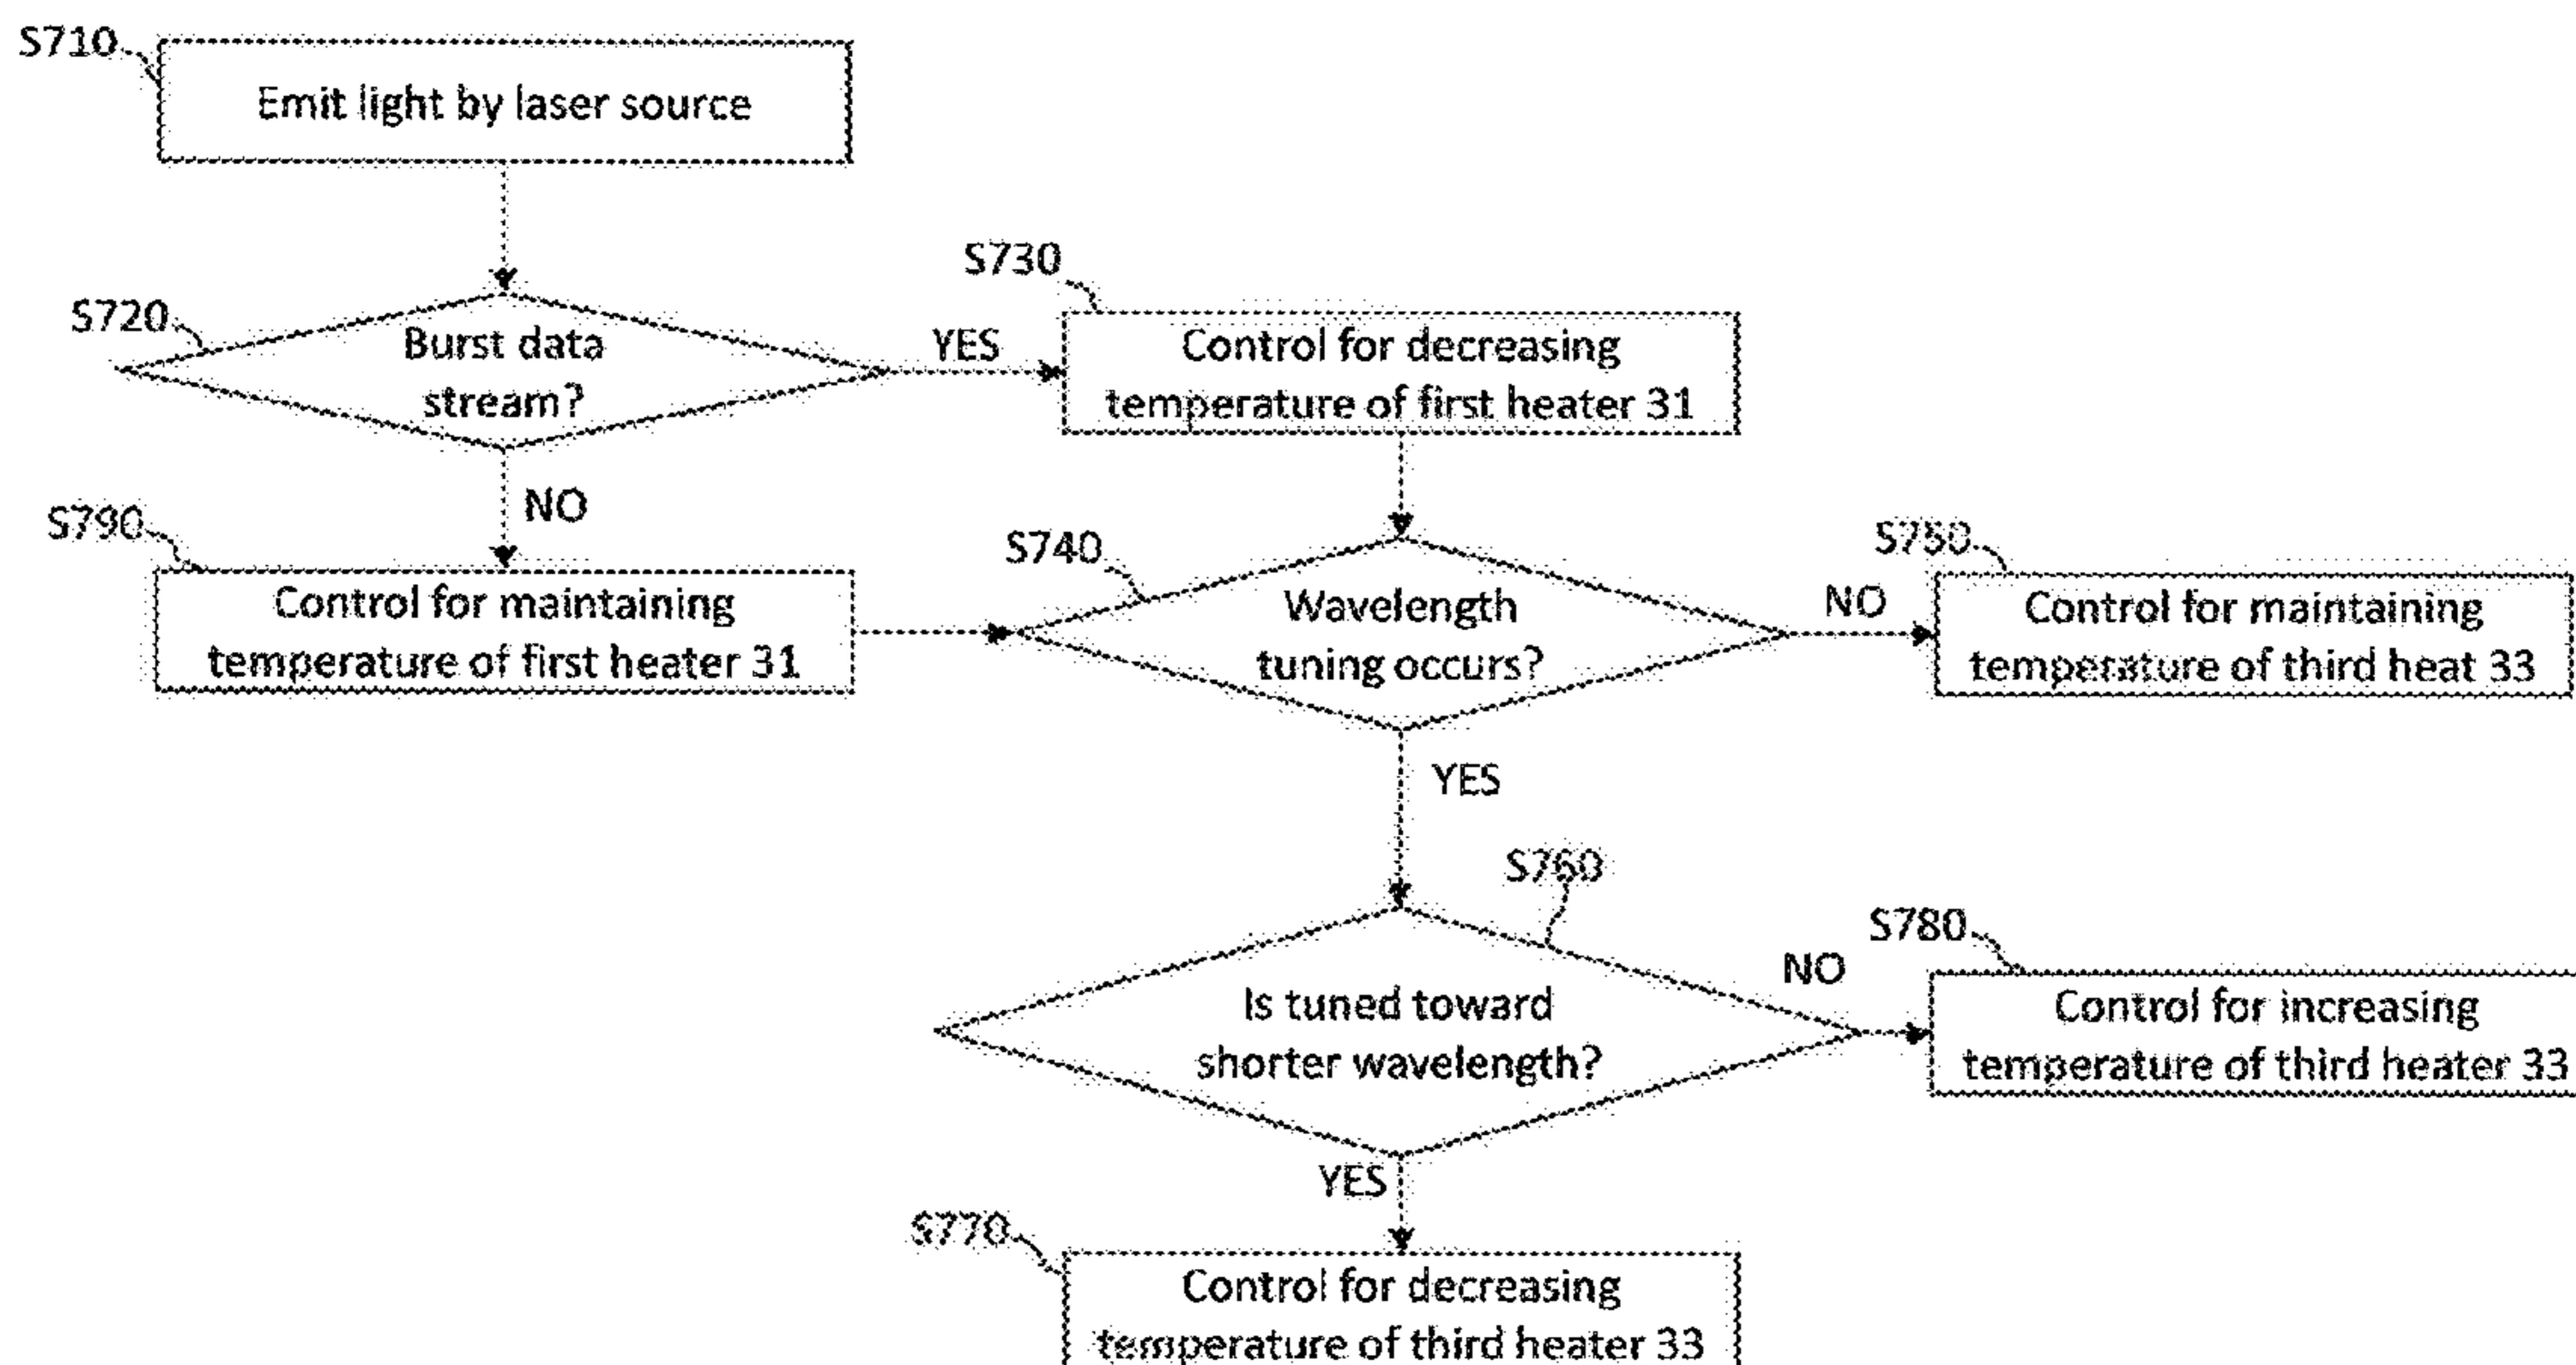 S710
Emit light by laser source
S720
Burst data
stream?
YES
S730
Control for decreasing
temperature of first heater 31
NO
S790
Control for maintaining
temperature of first heater 31
S740
Wavelength
tuning occurs?
NO
S750
Control for maintaining
temperature of third heat 33
YES
S760
Is tuned toward
shorter wavelength?
NO
S780
Control for increasing
temperature of third heater 33
YES
S770
Control for decreasing
temperature of third heater 33